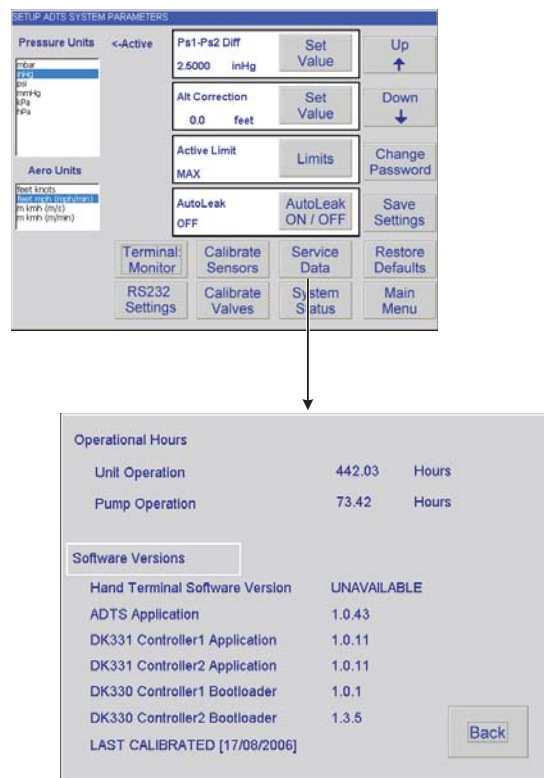 SETUP ADTS SYSTEM PARAMETERS
Pressure Units <-Active
mbar
inHg
psi
mmHg
kPa
hPa
Aero Units
feet knots
feet mph (mph/min)
m kmh (m/s)
m kmh (m/min)
Ps1-Ps2 Diff
2.5000 inHg
Set
Value
Up
Alt Correction
0.0 feet
Set
Value
Down
Active Limit
MAX
Limits
Change
Password
AutoLeak
OFF
AutoLeak
ON / OFF
Save
Settings
Terminal:
Monitor
Calibrate
Sensors
Service
Data
Restore
Defaults
RS232
Settings
Calibrate
Valves
System
Status
Main
Menu
Operational Hours
Unit Operation 442.03 Hours
Pump Operation 73.42 Hours
Software Versions
Hand Terminal Software Version UNAVAILABLE
ADTS Application 1.0.43
DK331 Controller1 Application 1.0.11
DK331 Controller2 Application 1.0.11
DK330 Controller1 Bootloader 1.0.1
DK330 Controller2 Bootloader 1.3.5
LAST CALIBRATED [17/08/2006]
Back